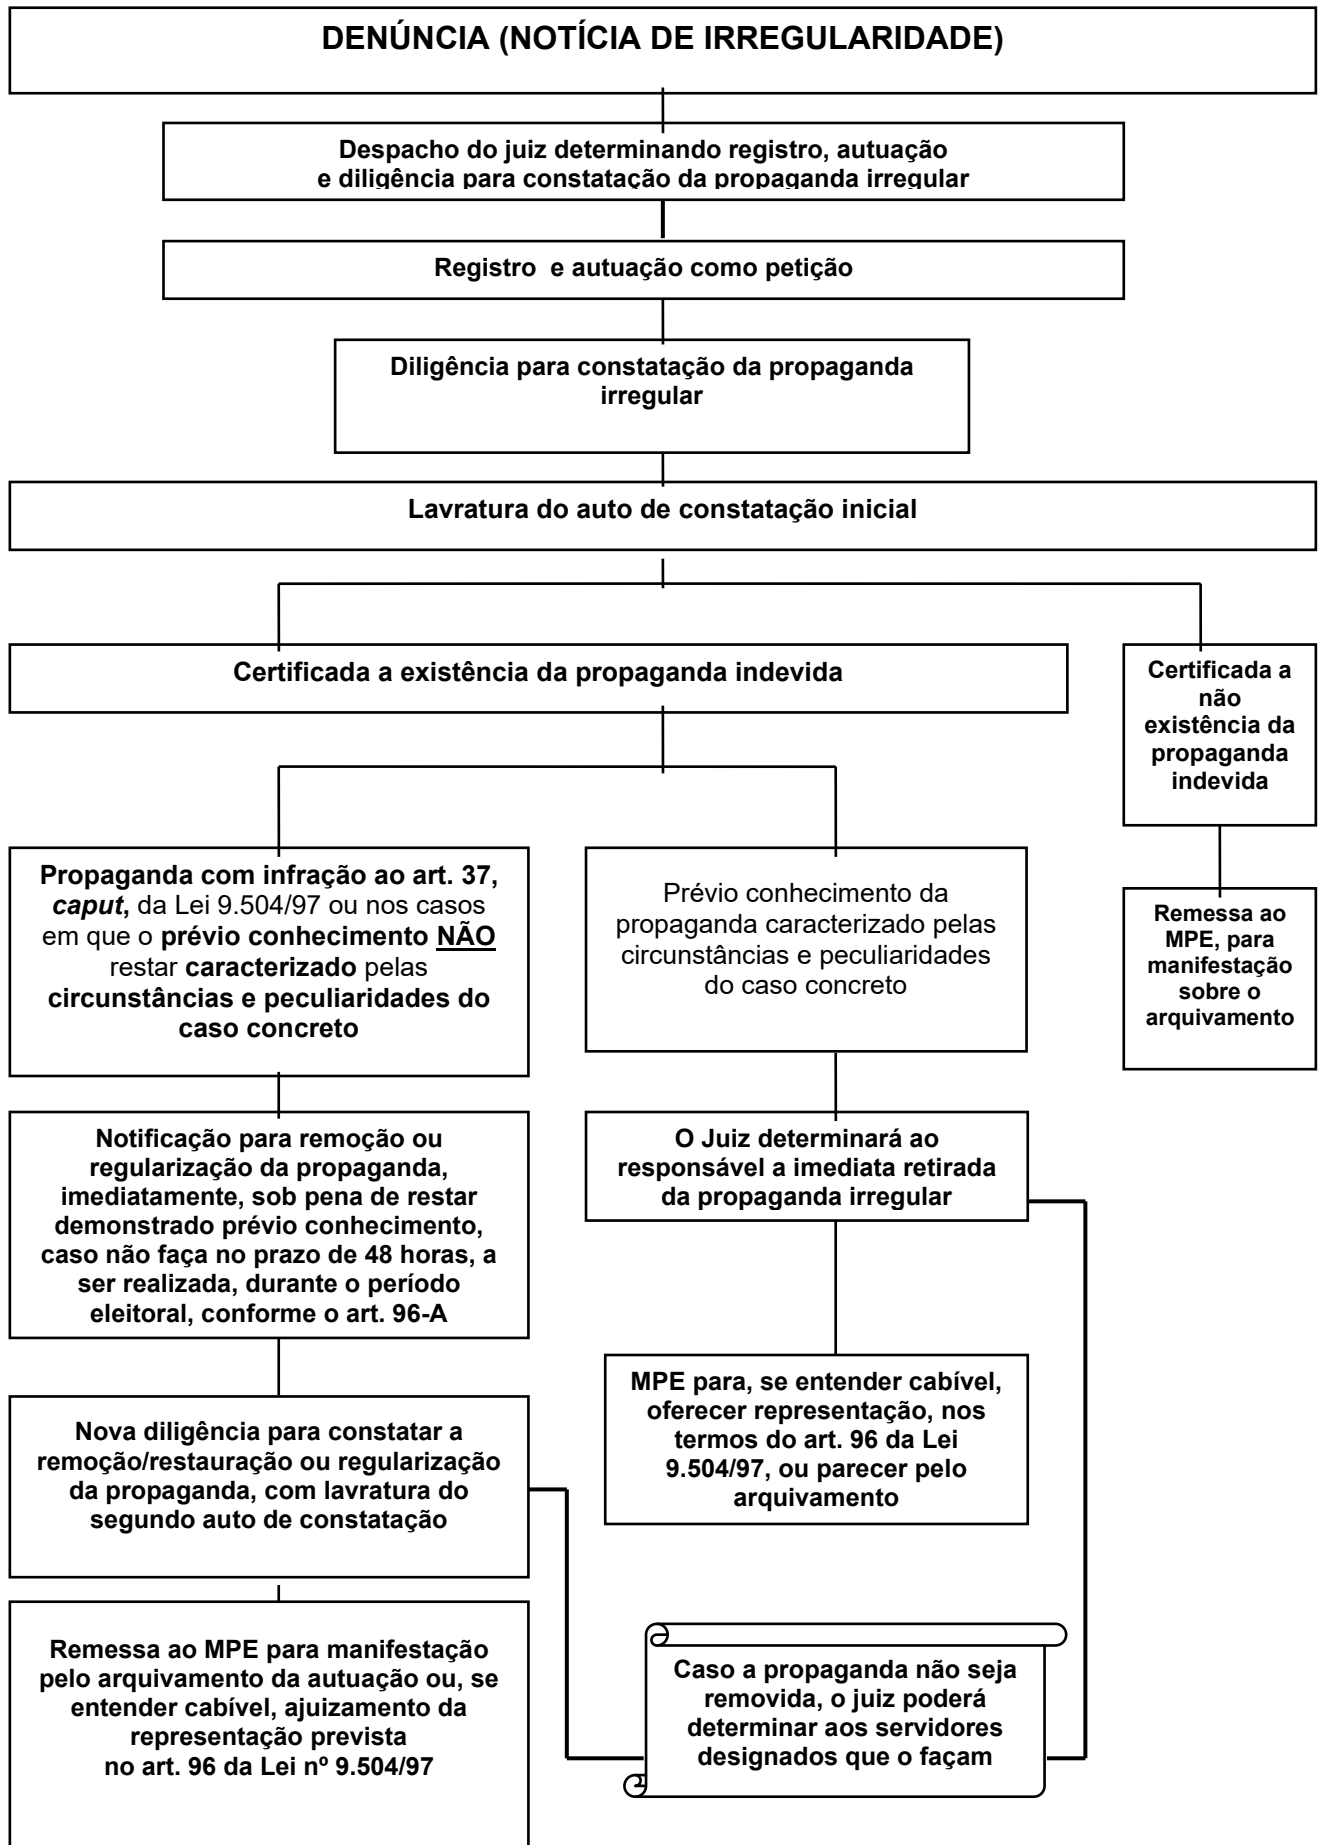 DENÚNCIA (NOTÍCIA DE IRREGULARIDADE)
Despacho do juiz determinando registro, autuação
e diligência para constatação da propaganda irregular
Registro e autuação como petição
Diligência para constatação da propaganda
irregular
Lavratura do auto de constatação inicial
Certificada a existência da propaganda indevida
Certificada a
não
existência da
propaganda
indevida
Propaganda com infração ao art. 37,
caput, da Lei 9.504/97 ou nos casos
em que o prévio conhecimento NÃO
restar caracterizado pelas
circunstâncias e peculiaridades do
caso concreto
Prévio conhecimento da
propaganda caracterizado pelas
circunstâncias e peculiaridades
do caso concreto
Remessa ao
MPE, para
manifestação
sobre o
arquivamento
Notificação para remoção ou
regularização da propaganda,
imediatamente, sob pena de restar
demonstrado prévio conhecimento,
caso não faça no prazo de 48 horas, a
ser realizada, durante o período
eleitoral, conforme o art. 96-A
O Juiz determinará ao
responsável a imediata retirada
da propaganda irregular
MPE para, se entender cabível,
oferecer representação, nos
termos do art. 96 da Lei
9.504/97, ou parecer pelo
arquivamento
Nova diligência para constatar a
remoção/restauração ou regularização
da propaganda, com lavratura do
segundo auto de constatação
Remessa ao MPE para manifestação
pelo arquivamento da autuação ou, se
entender cabível, ajuizamento da
representação prevista
no art. 96 da Lei nº 9.504/97
Caso a propaganda não seja
removida, o juiz poderá
determinar aos servidores
designados que o façam